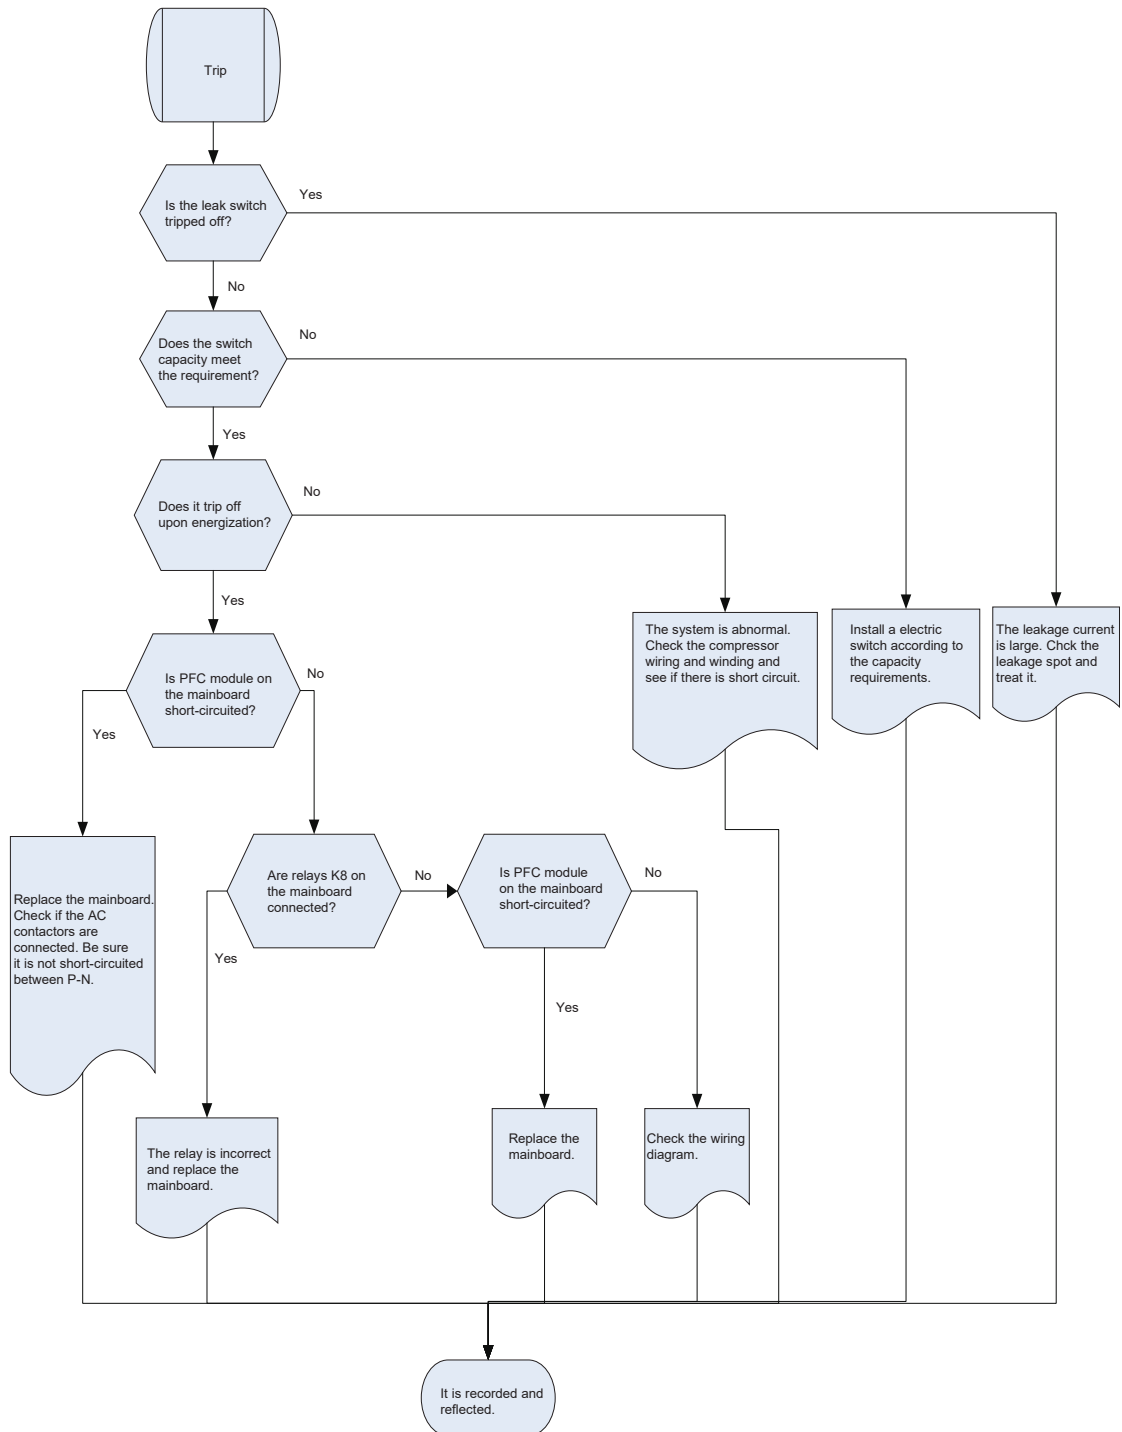 Trip
Is the leak switch
tripped off?
Yes
No
Does the switch
capacity meet
the requirement?
No
Yes
Does it trip off
upon energization?
No
Yes
The system is abnormal.
Check the compressor
wiring and winding and
see if there is short circuit.
Install a electric
switch according to
the capacity
requirements.
The leakage current
is large. Chck the
leakage spot and
treat it.
Is PFC module on
the mainboard
short-circuited?
No
Yes
Replace the mainboard.
Check if the AC
contactors are
connected. Be sure
it is not short-circuited
between P-N.
Are relays K8 on
the mainboard
connected?
No
Yes
Is PFC module
on the mainboard
short-circuited?
No
Yes
The relay is incorrect
and replace the
mainboard.
Replace the
mainboard.
Check the wiring
diagram.
It is recorded and
reflected.